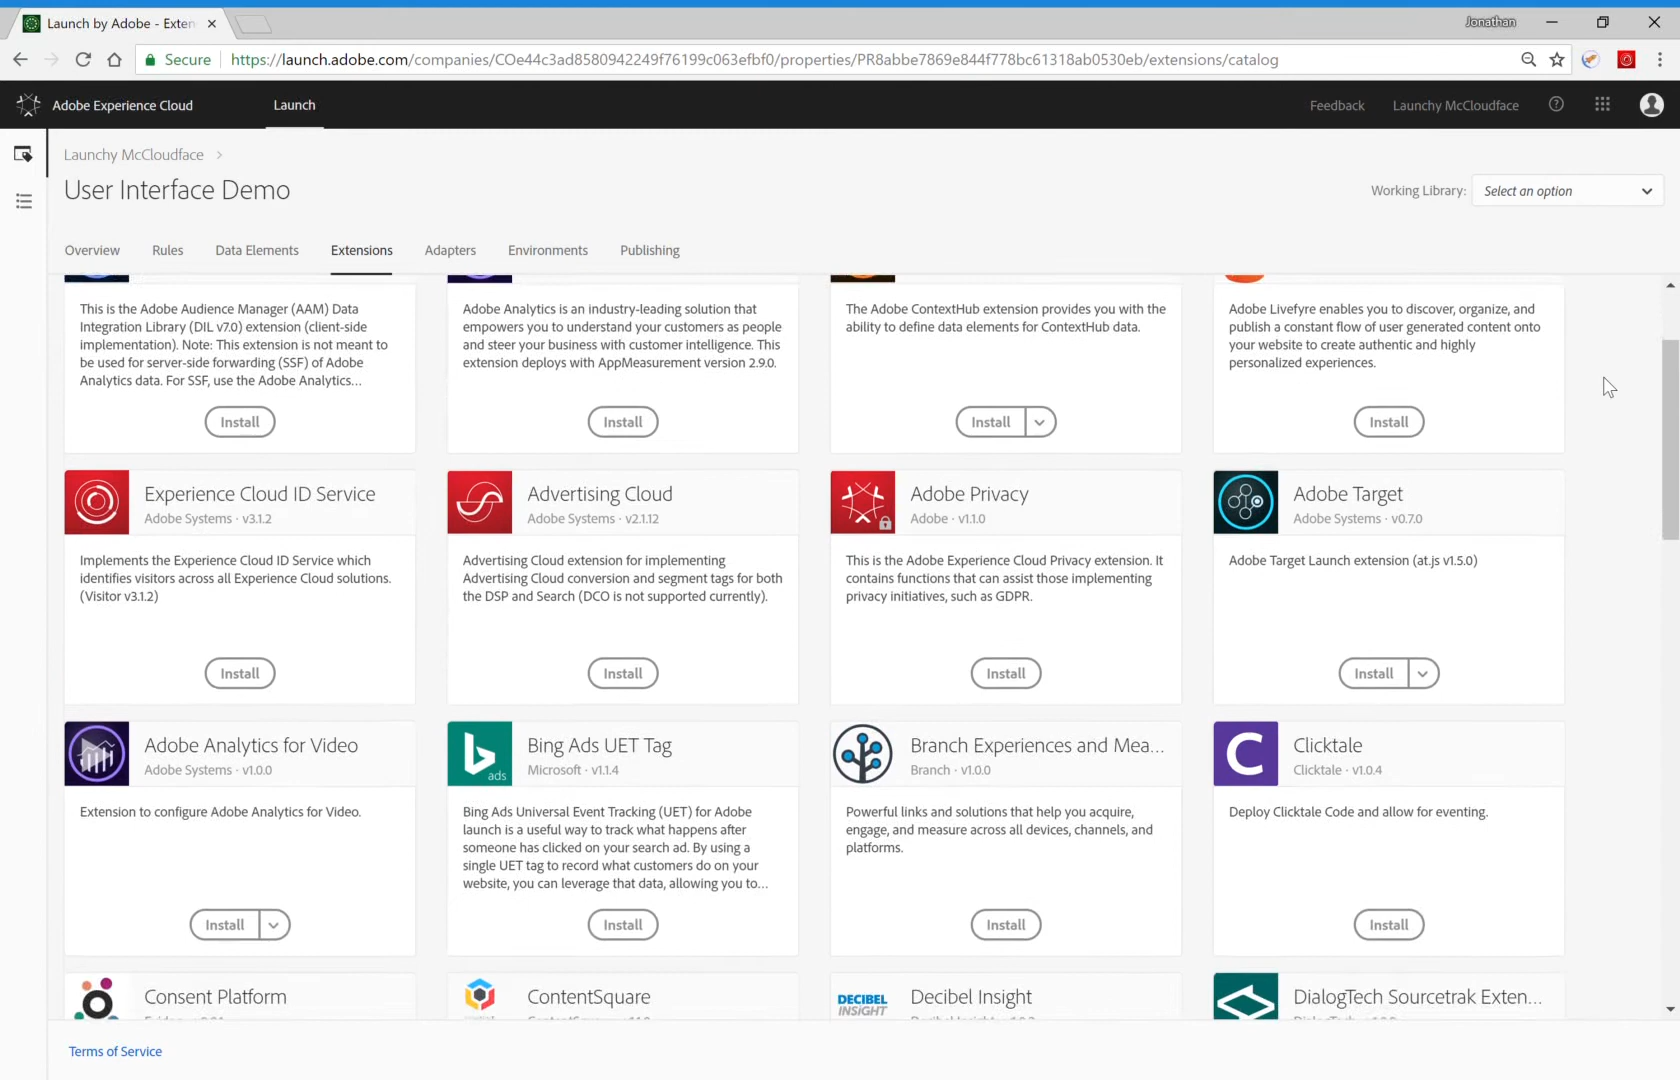 Launch by Adobe - Exten
Jonathan
Secure
https://launch.adobe.com/companies/COe44c3ad8580942249f76199c063efbf0/properties/PR8abbe7869e844f778bc61318ab0530eb/extensions/catalog
Adobe Experience Cloud
Launch
Feedback
Launchy McCloudface
Launchy McCloudface
User Interface Demo
Working Library:
Select an option
Overview
Rules
Data Elements
Extensions
Adapters
Environments
Publishing
This is the Adobe Audience Manager (AAM) Data
Integration Library (DIL v7.0) extension (client-side
implementation). Note: This extension is not meant to
be used for server-side forwarding (SSF) of Adobe
Analytics data. For SSF, use the Adobe Analytics...
Install
Adobe Analytics is an industry-leading solution that
empowers you to understand your customers as people
and steer your business with customer intelligence. This
extension deploys with AppMeasurement version 2.9.0.
Install
The Adobe ContextHub extension provides you with the
ability to define data elements for ContextHub data.
Install
Adobe Livefyre enables you to discover, organize, and
publish a constant flow of user generated content onto
your website to create authentic and highly
personalized experiences.
Install
Experience Cloud ID Service
Adobe Systems · v3.1.2
Implements the Experience Cloud ID Service which
identifies visitors across all Experience Cloud solutions.
(Visitor v3.1.2)
Install
Advertising Cloud
Adobe Systems · v2.1.12
Advertising Cloud extension for implementing
Advertising Cloud conversion and segment tags for both
the DSP and Search (DCO is not supported currently).
Install
Adobe Privacy
Adobe · v1.1.0
This is the Adobe Experience Cloud Privacy extension. It
contains functions that can assist those implementing
privacy initiatives, such as GDPR.
Install
Adobe Target
Adobe Systems · v0.7.0
Adobe Target Launch extension (at.js v1.5.0)
Install
Adobe Analytics for Video
Adobe Systems · v1.0.0
Extension to configure Adobe Analytics for Video.
Install
b
ads
Bing Ads UET Tag
Microsoft · v1.1.4
Bing Ads Universal Event Tracking (UET) for Adobe
launch is a useful way to track what happens after
someone has clicked on your search ad. By using a
single UET tag to record what customers do on your
website, you can leverage that data, allowing you to...
Install
Branch Experiences and Mea...
Branch · v1.0.0
Powerful links and solutions that help you acquire,
engage, and measure across all devices, channels, and
platforms.
Install
C
Clicktale
Clicktale · v1.0.4
Deploy Clicktale Code and allow for eventing.
Install
Consent Platform
ContentSquare
DECIBEL
INSIGHT
Decibel Insight
DialogTech Sourcetrak Exten...
Terms of Service